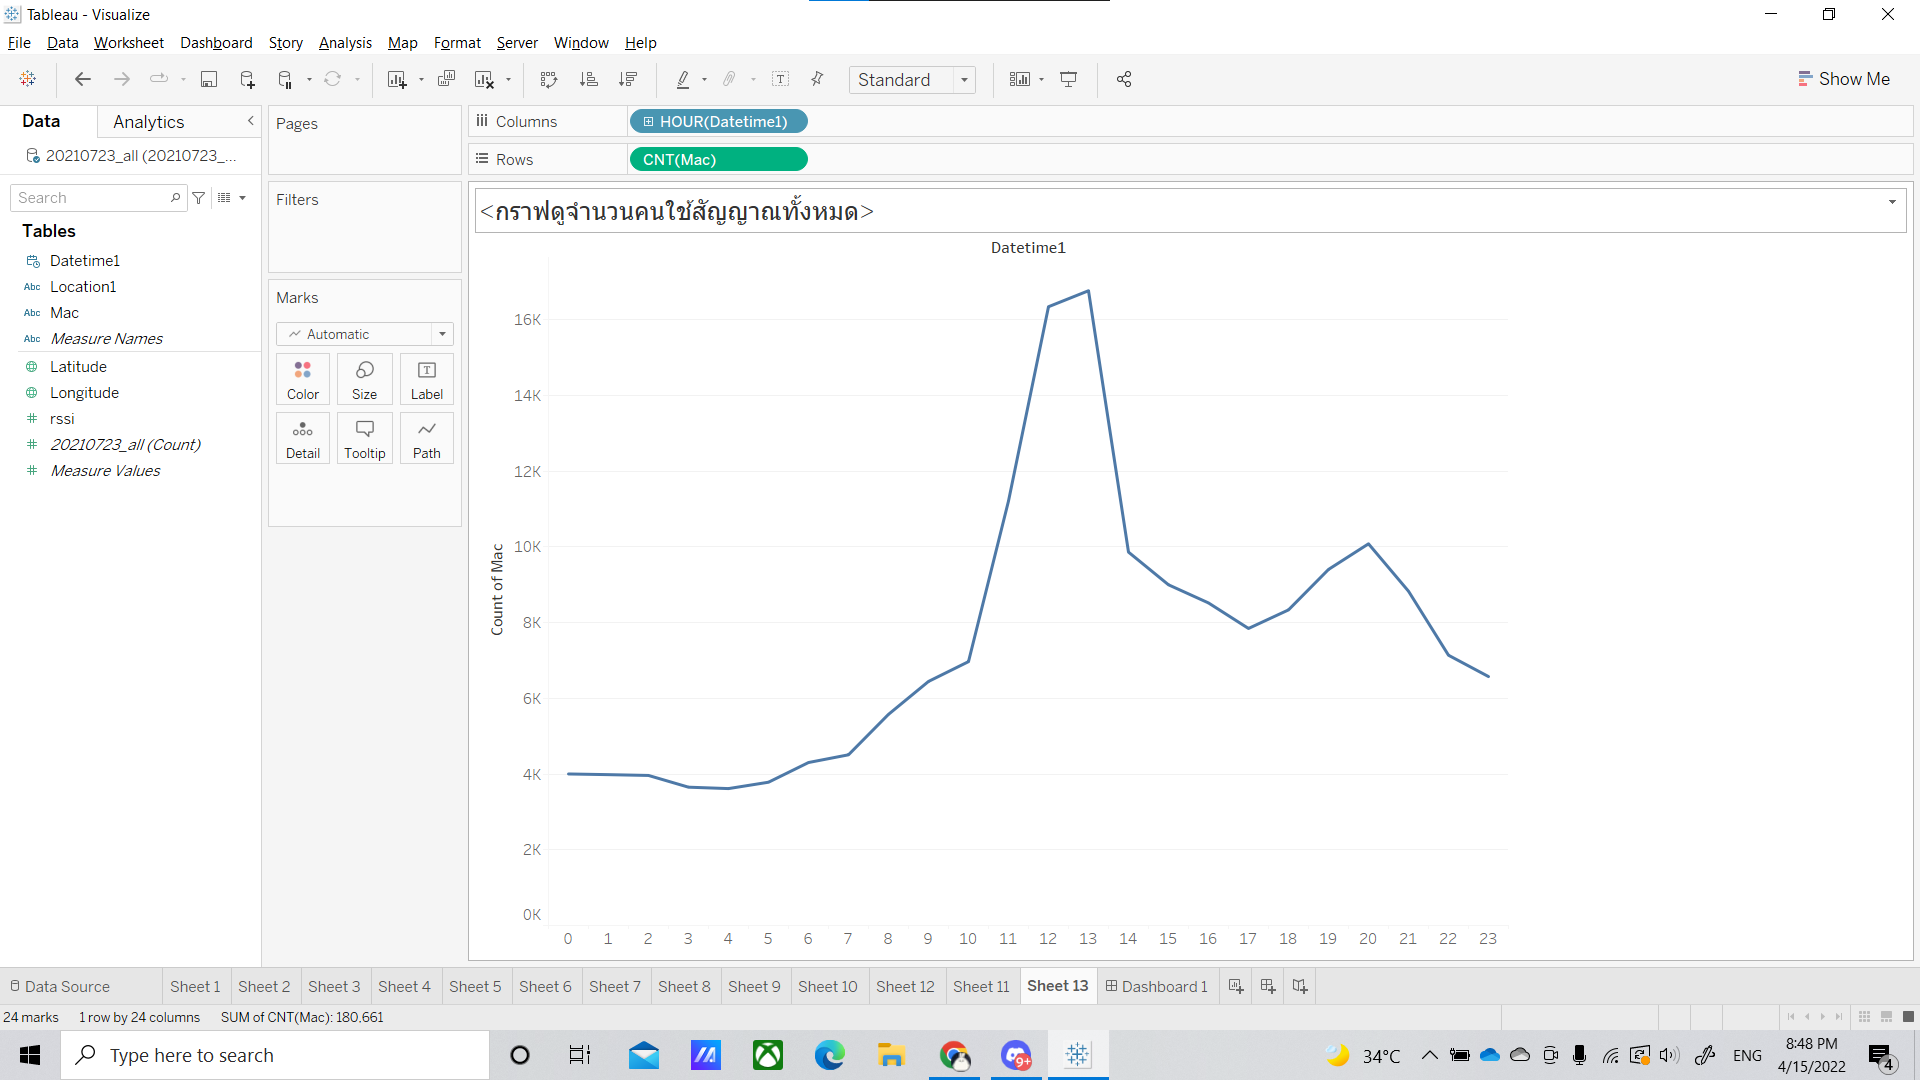 Tableau - Visualize
File Data Worksheet Dashboard Story Analysis Map Format Server Window Help
Standard
Show Me
Data Analytics
20210723_all (20210723_...
Search
Tables
Datetime1
Abc Location1
Abc Mac
Abc Measure Names
Latitude
Longitude
# rssi
# 20210723_all (Count)
# Measure Values
Pages
Filters
Marks
Automatic
Color Size Label
Detail Tooltip Path
Columns HOUR(Datetime1)
Rows CNT(Mac)
<กราฟดูจำนวนคนใช้สัญญาณทั้งหมด>
Datetime1
Count of Mac
16K
14K
12K
10K
8K
6K
4K
2K
0K
0 1 2 3 4 5 6 7 8 9 10 11 12 13 14 15 16 17 18 19 20 21 22 23
Data Source Sheet 1 Sheet 2 Sheet 3 Sheet 4 Sheet 5 Sheet 6 Sheet 7 Sheet 8 Sheet 9 Sheet 10 Sheet 12 Sheet 11 Sheet 13 Dashboard 1
24 marks 1 row by 24 columns SUM of CNT(Mac): 180,661
Type here to search
9+
34°C
ENG
8:48 PM
4/15/2022
4